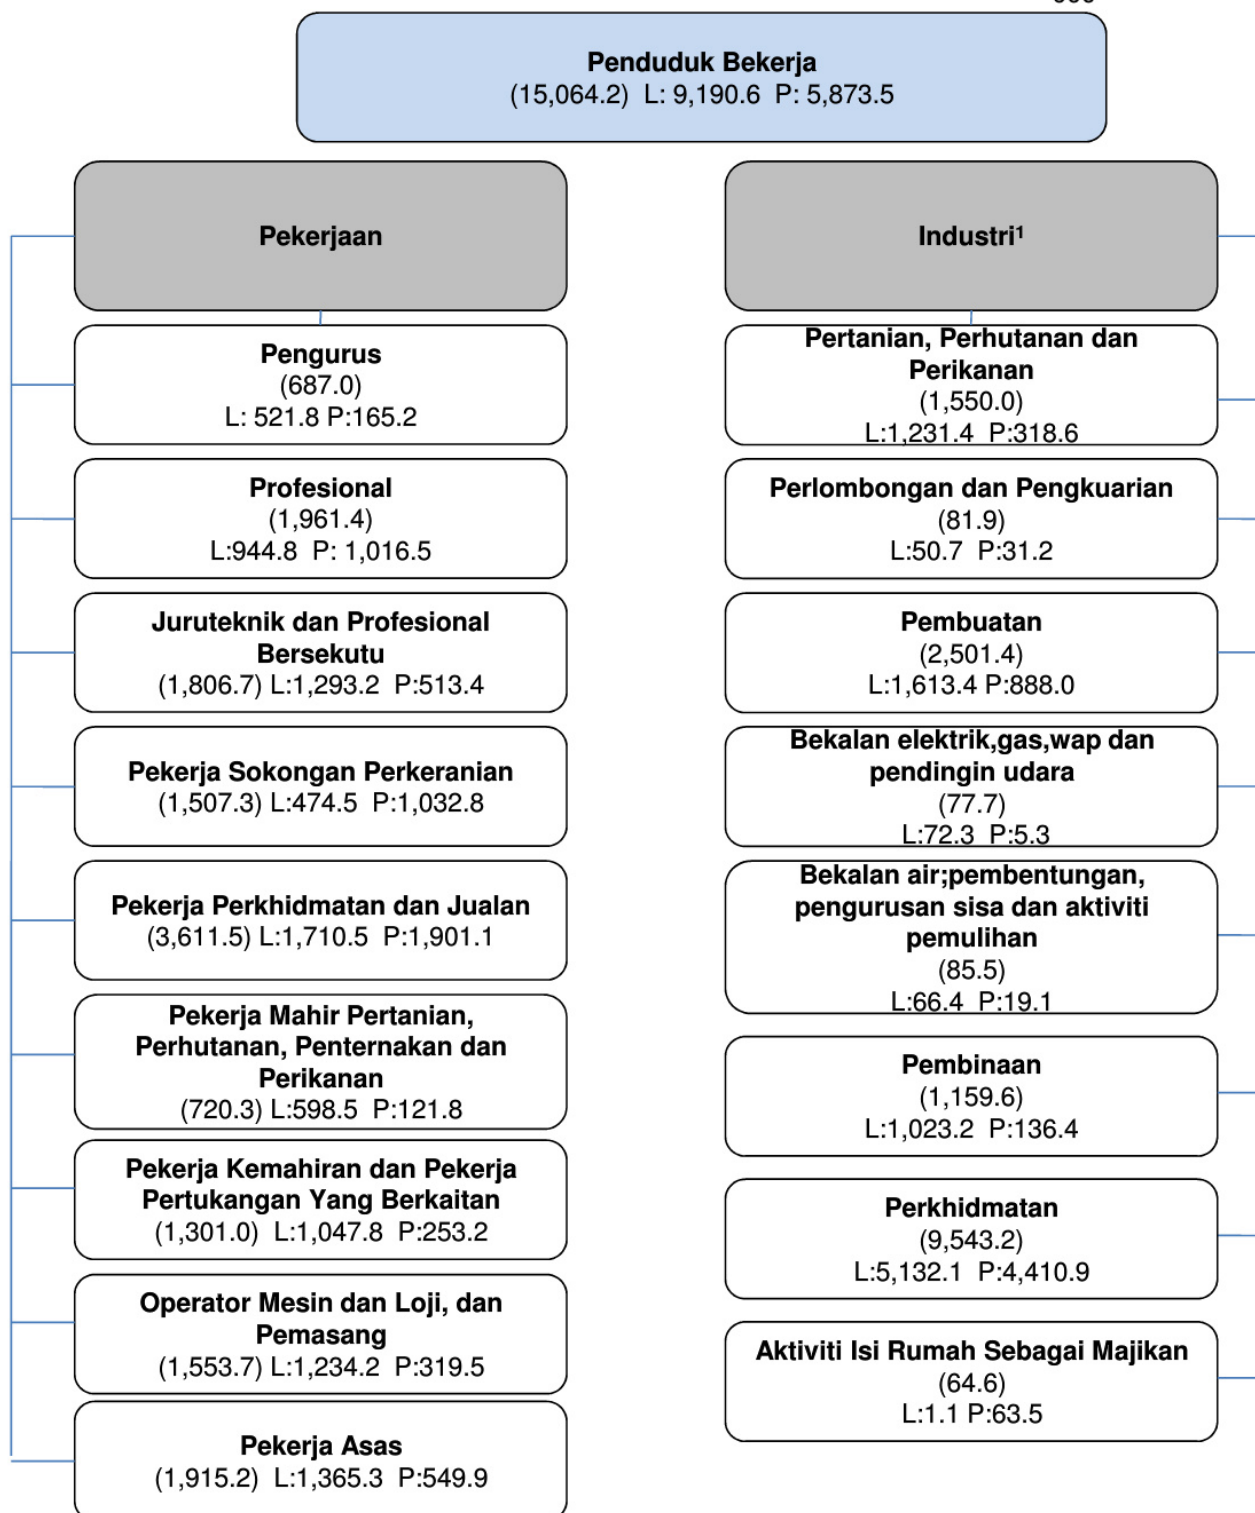 Penduduk Bekerja
(15,064.2) L: 9,190.6 P: 5,873.5
Pekerjaan
Pengurus
(687.0)
L: 521.8 P:165.2
Profesional
(1,961.4)
L:944.8 P: 1,016.5
Juruteknik dan Profesional
Bersekutu
(1,806.7) L:1,293.2 P:513.4
Pekerja Sokongan Perkeranian
(1,507.3) L:474.5 P:1,032.8
Pekerja Perkhidmatan dan Jualan
(3,611.5) L:1,710.5 P:1,901.1
Pekerja Mahir Pertanian,
Perhutanan, Penternakan dan
Perikanan
(720.3) L:598.5 P:121.8
Pekerja Kemahiran dan Pekerja
Pertukangan Yang Berkaitan
(1,301.0) L:1,047.8 P:253.2
Operator Mesin dan Loji, dan
Pemasang
(1,553.7) L:1,234.2 P:319.5
Pekerja Asas
(1,915.2) L:1,365.3 P:549.9
Industri¹
Pertanian, Perhutanan dan
Perikanan
(1,550.0)
L:1,231.4 P:318.6
Perlombongan dan Pengkuarian
(81.9)
L:50.7 P:31.2
Pembuatan
(2,501.4)
L:1,613.4 P:888.0
Bekalan elektrik,gas,wap dan
pendingin udara
(77.7)
L:72.3 P:5.3
Bekalan air;pembentungan,
pengurusan sisa dan aktiviti
pemulihan
(85.5)
L:66.4 P:19.1
Pembinaan
(1,159.6)
L:1,023.2 P:136.4
Perkhidmatan
(9,543.2)
L:5,132.1 P:4,410.9
Aktiviti Isi Rumah Sebagai Majikan
(64.6)
L:1.1 P:63.5